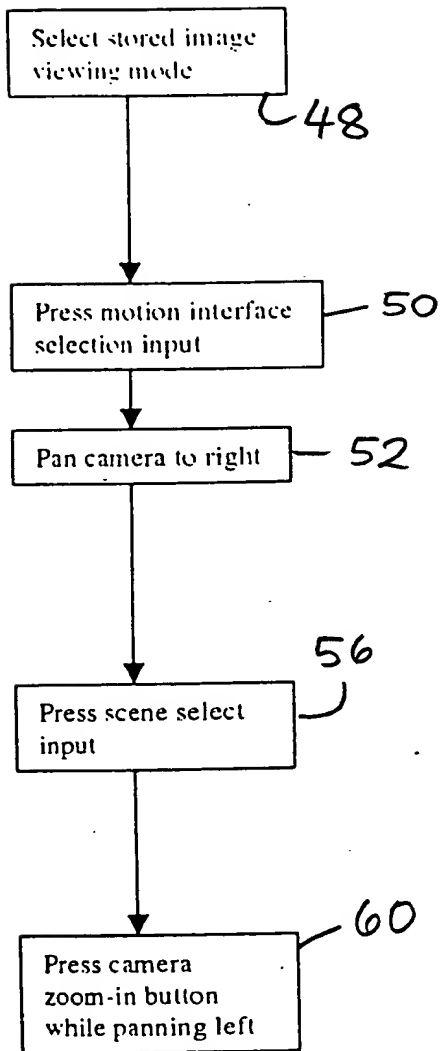 Select stored image
viewing mode
48
Press motion interface
selection input
50
Pan camera to right
52
56
Press scene select
input
60
Press camera
zoom-in button
while panning left